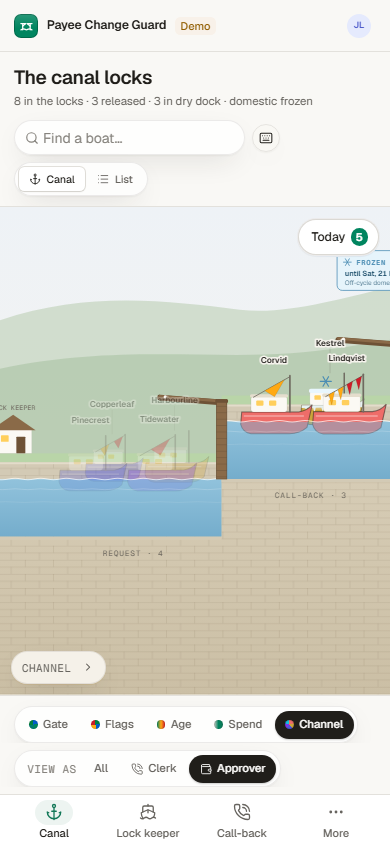 Payee Change Guard Demo JL
The canal locks
8 in the locks · 3 released · 3 in dry dock · domestic frozen
Find a boat...
Canal List
Today 5
FROZEN
until Sat, 21
Off-cycle dome
Kestrel
Corvid Lindqvist
Copperleaf Harbourline
CK KEEPER
Pinecrest Tidewater
CALL-BACK · 3
REQUEST · 4
CHANNEL
Gate Flags Age Spend Channel
VIEW AS All Clerk Approver
Canal Lock keeper Call-back More